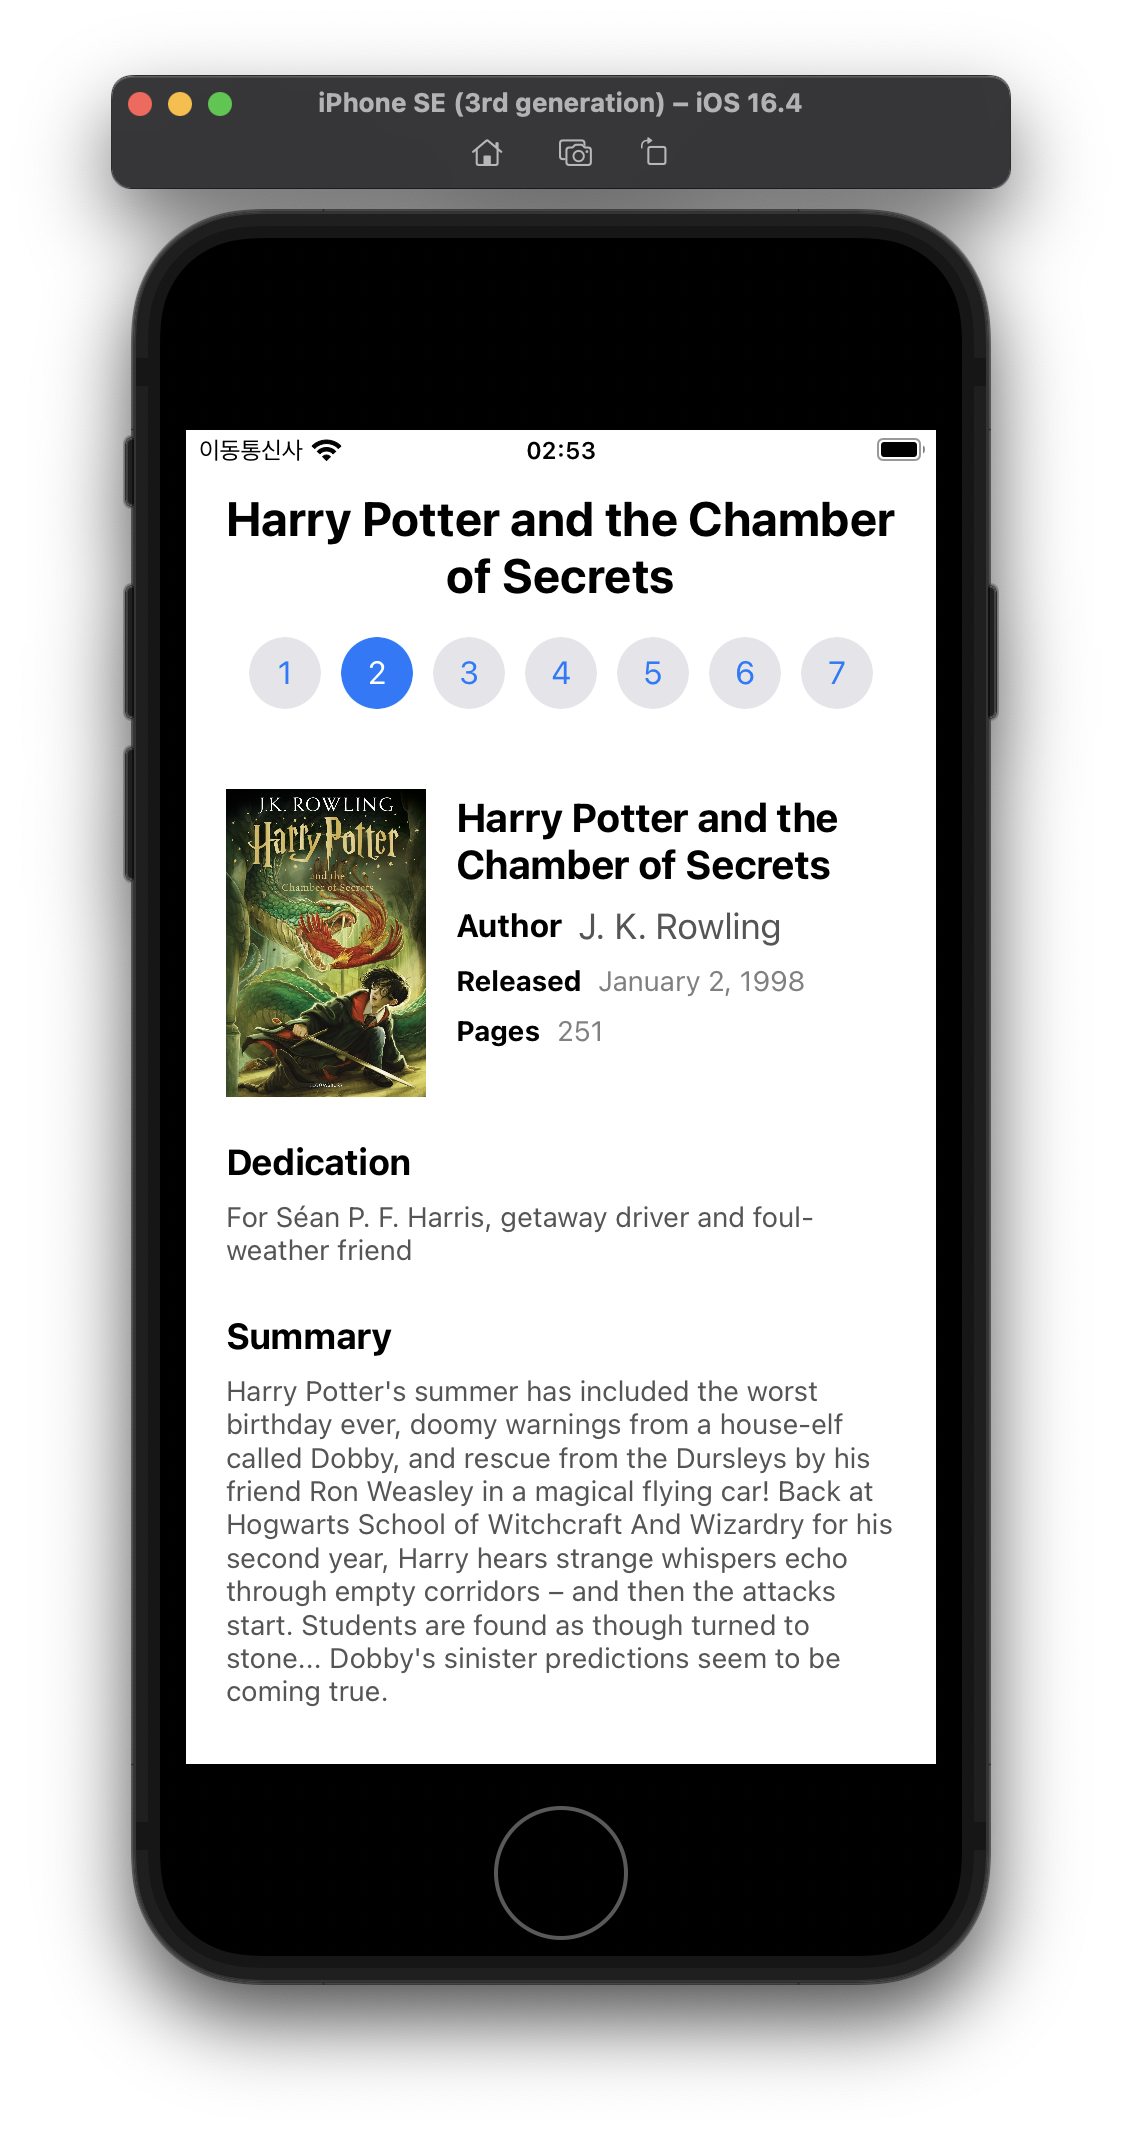 iPhone SE (3rd generation) – iOS 16.4
이동통신사 02:53
Harry Potter and the Chamber
of Secrets
1 2 3 4 5 6 7
J.K. ROWLING
Harry Potter
and the
Chamber of Secrets
BLOOMSBURY
Harry Potter and the
Chamber of Secrets
Author J. K. Rowling
Released January 2, 1998
Pages 251
Dedication
For Séan P. F. Harris, getaway driver and foul-
weather friend
Summary
Harry Potter's summer has included the worst
birthday ever, doomy warnings from a house-elf
called Dobby, and rescue from the Dursleys by his
friend Ron Weasley in a magical flying car! Back at
Hogwarts School of Witchcraft And Wizardry for his
second year, Harry hears strange whispers echo
through empty corridors – and then the attacks
start. Students are found as though turned to
stone... Dobby's sinister predictions seem to be
coming true.